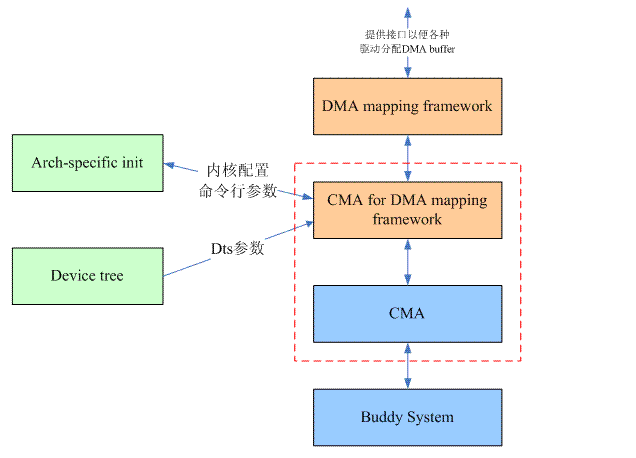 提供接口以便各种
驱动分配DMA buffer
DMA mapping framework
Arch-specific init
内核配置
命令行参数
CMA for DMA mapping
framework
Dts参数
Device tree
CMA
Buddy System